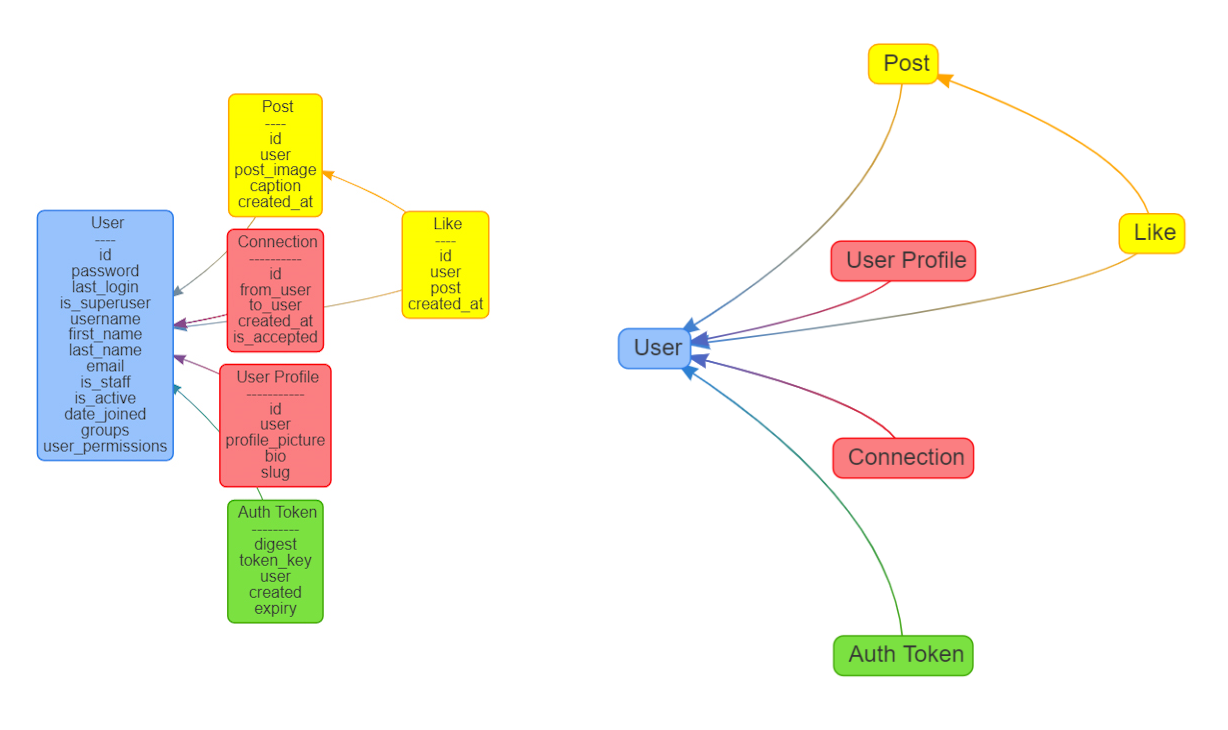 Post
----
id
user
post_image
caption
created_at
User
----
id
password
last_login
is_superuser
username
first_name
last_name
email
is_staff
is_active
date_joined
groups
user_permissions
Connection
----------
id
from_user
to_user
created_at
is_accepted
Like
----
id
user
post
created_at
User Profile
-----------
id
user
profile_picture
bio
slug
Auth Token
---------
digest
token_key
user
created
expiry
Post
Like
User Profile
User
Connection
Auth Token